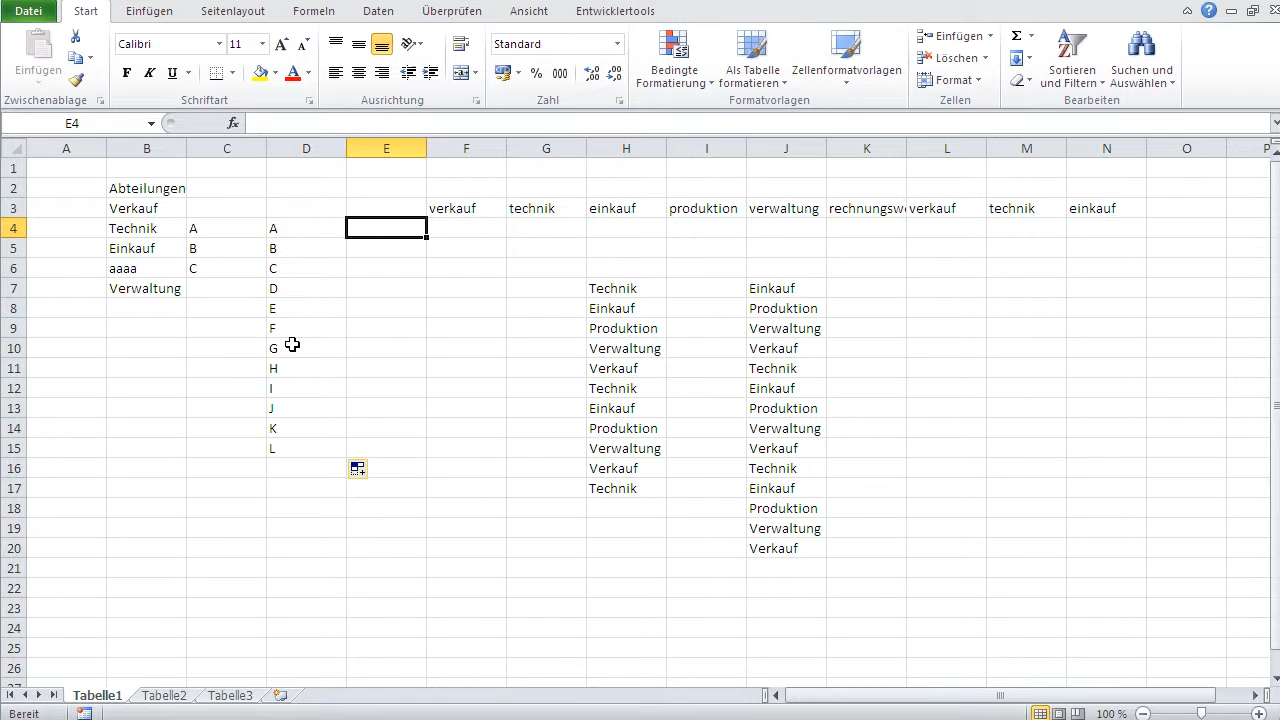 Datei Start Einfügen Seitenlayout Formeln Daten Überprüfen Ansicht Entwicklertools
Einfügen
Zwischenablage
Calibri 11
F K U
Schriftart
Ausrichtung
Standard
% 000
Zahl
Bedingte Formatierung
Als Tabelle formatieren
Zellenformatvorlagen
Formatvorlagen
Einfügen
Löschen
Format
Zellen
Σ
Sortieren und Filtern
Suchen und Auswählen
Bearbeiten
E4 fx
A B C D E F G H I J K L M N O P
1
2 Abteilungen
3 Verkauf verkauf technik einkauf produktion verwaltung rechnungsw verkauf technik einkauf
4 Technik A A
5 Einkauf B B
6 aaaa C C
7 Verwaltung D Technik Einkauf
8 E Einkauf Produktion
9 F Produktion Verwaltung
10 G Verwaltung Verkauf
11 H Verkauf Technik
12 I Technik Einkauf
13 J Einkauf Produktion
14 K Produktion Verwaltung
15 L Verwaltung Verkauf
16 Verkauf Technik
17 Technik Einkauf
18 Produktion
19 Verwaltung
20 Verkauf
21
22
23
24
25
26
27
Tabelle1 Tabelle2 Tabelle3
Bereit 100 %